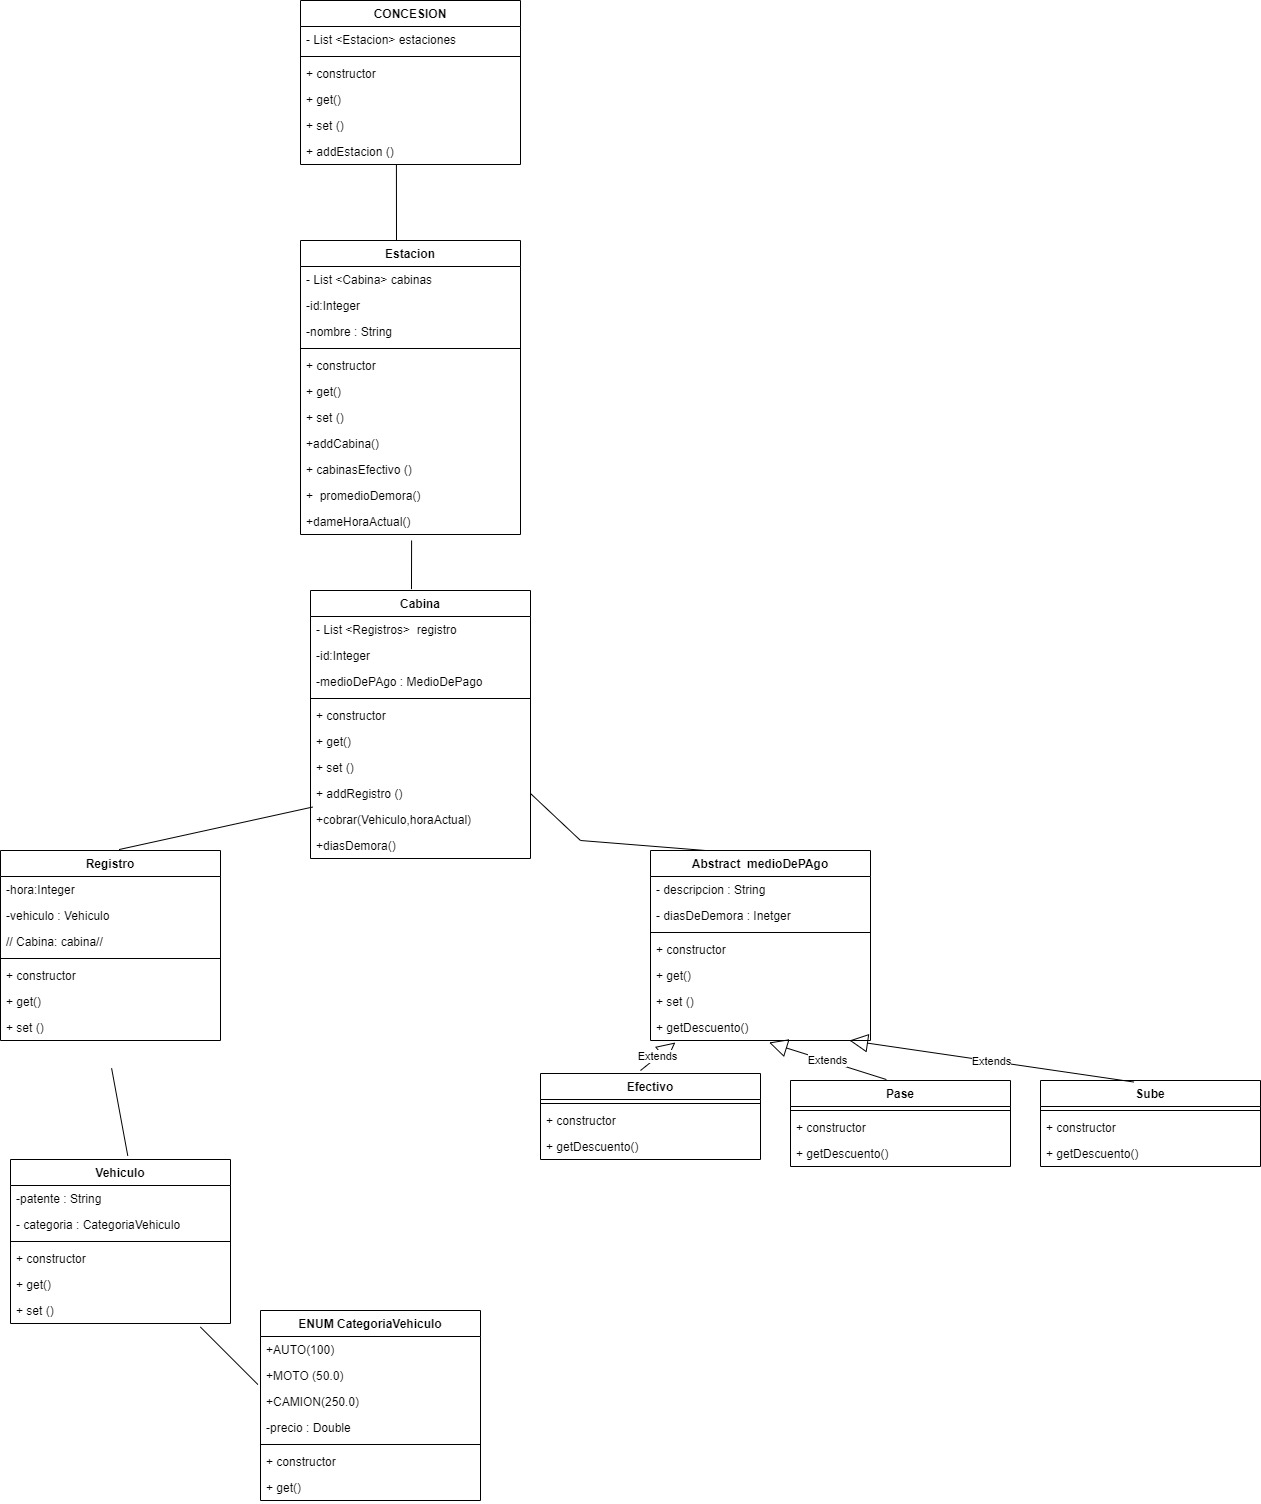 CONCESION
- List <Estacion> estaciones
+ constructor
+ get()
+ set ()
+ addEstacion ()
Estacion
- List <Cabina> cabinas
-id:Integer
-nombre : String
+ constructor
+ get()
+ set ()
+addCabina()
+ cabinasEfectivo ()
+  promedioDemora()
+dameHoraActual()
Cabina
- List <Registros>  registro
-id:Integer
-medioDePAgo : MedioDePago
+ constructor
+ get()
+ set ()
+ addRegistro ()
+cobrar(Vehiculo,horaActual)
+diasDemora()
Registro
-hora:Integer
-vehiculo : Vehiculo
// Cabina: cabina//
+ constructor
+ get()
+ set ()
Abstract  medioDePAgo
- descripcion : String
- diasDeDemora : Inetger
+ constructor
+ get()
+ set ()
+ getDescuento()
Extends
Extends
Extends
Efectivo
+ constructor
+ getDescuento()
Pase
+ constructor
+ getDescuento()
Sube
+ constructor
+ getDescuento()
Vehiculo
-patente : String
- categoria : CategoriaVehiculo
+ constructor
+ get()
+ set ()
ENUM CategoriaVehiculo
+AUTO(100)
+MOTO (50.0)
+CAMION(250.0)
-precio : Double
+ constructor
+ get()